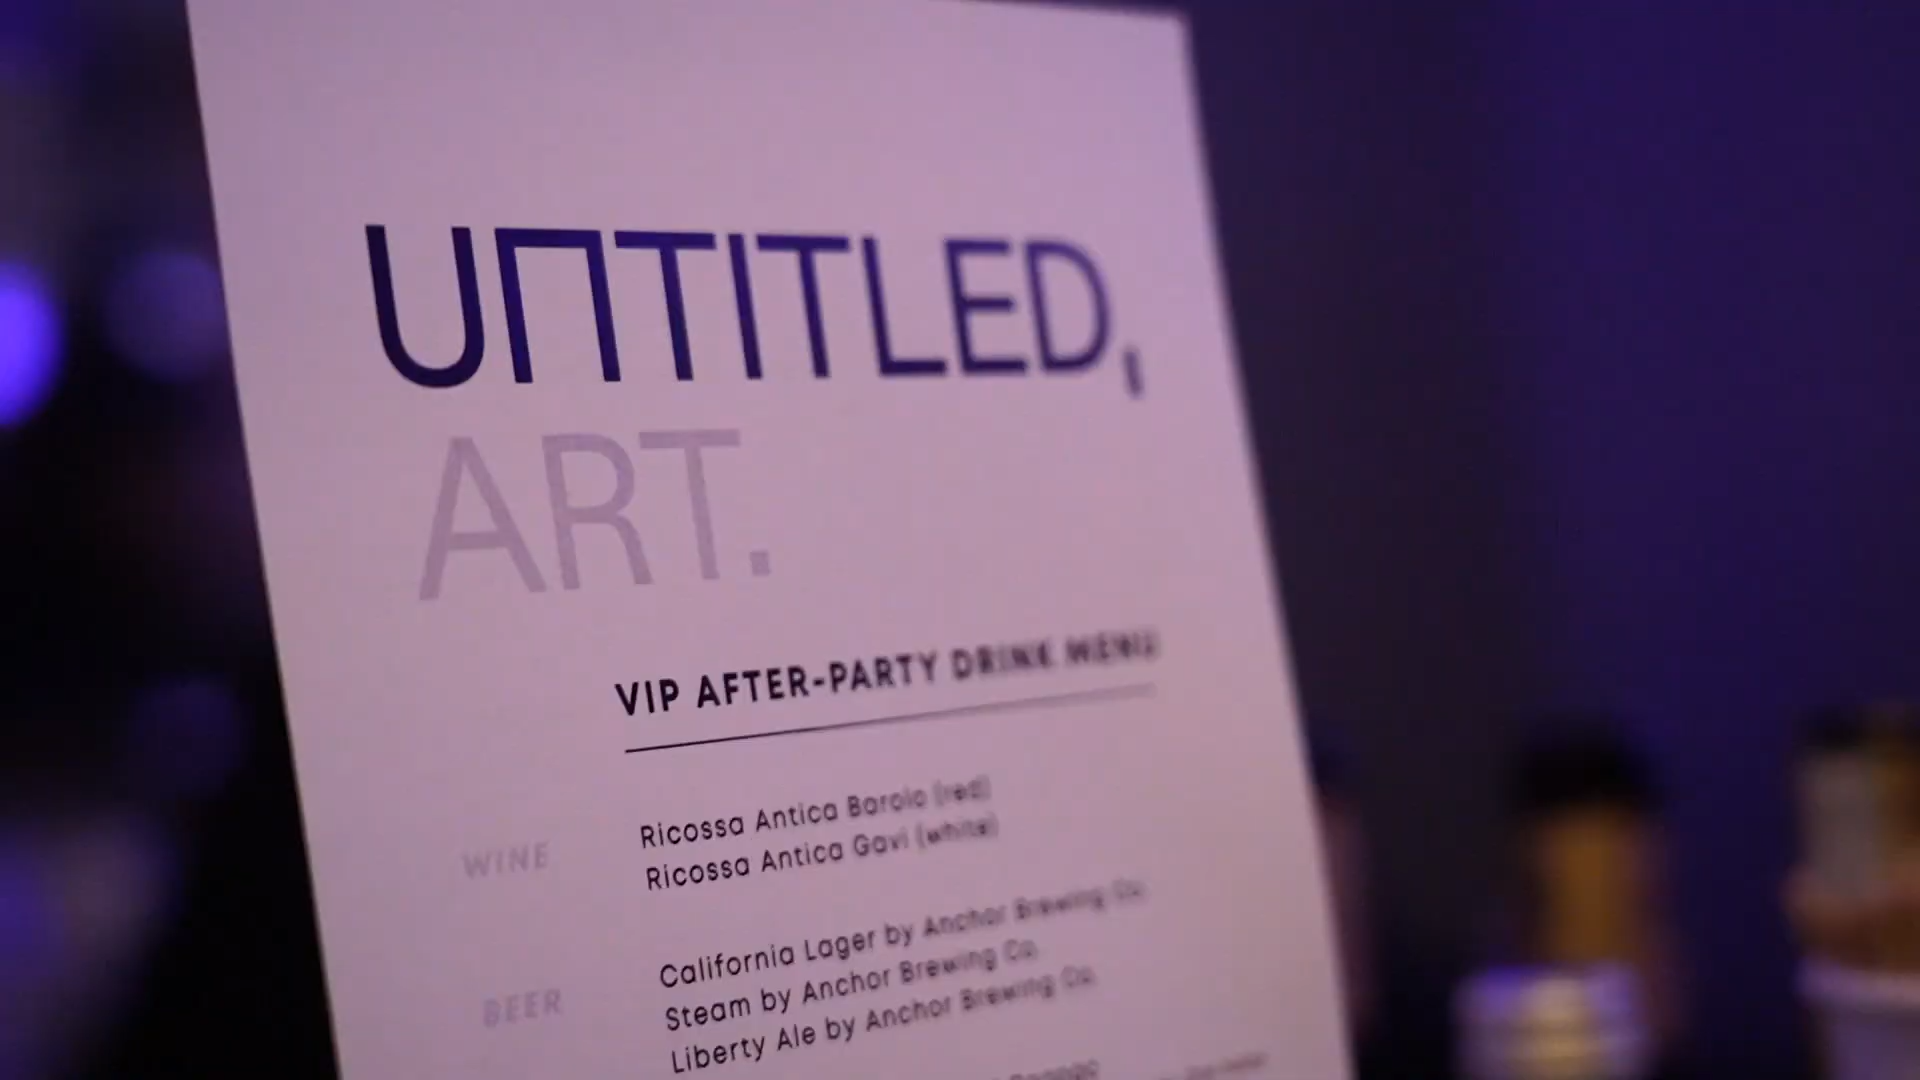 UNTITLED,
ART.
VIP AFTER-PARTY DRINK MENU
WINE
Ricossa Antica Barolo (red)
Ricossa Antica Gavi (white)
BEER
California Lager by Anchor Brewing Co.
Steam by Anchor Brewing Co.
Liberty Ale by Anchor Brewing Co.